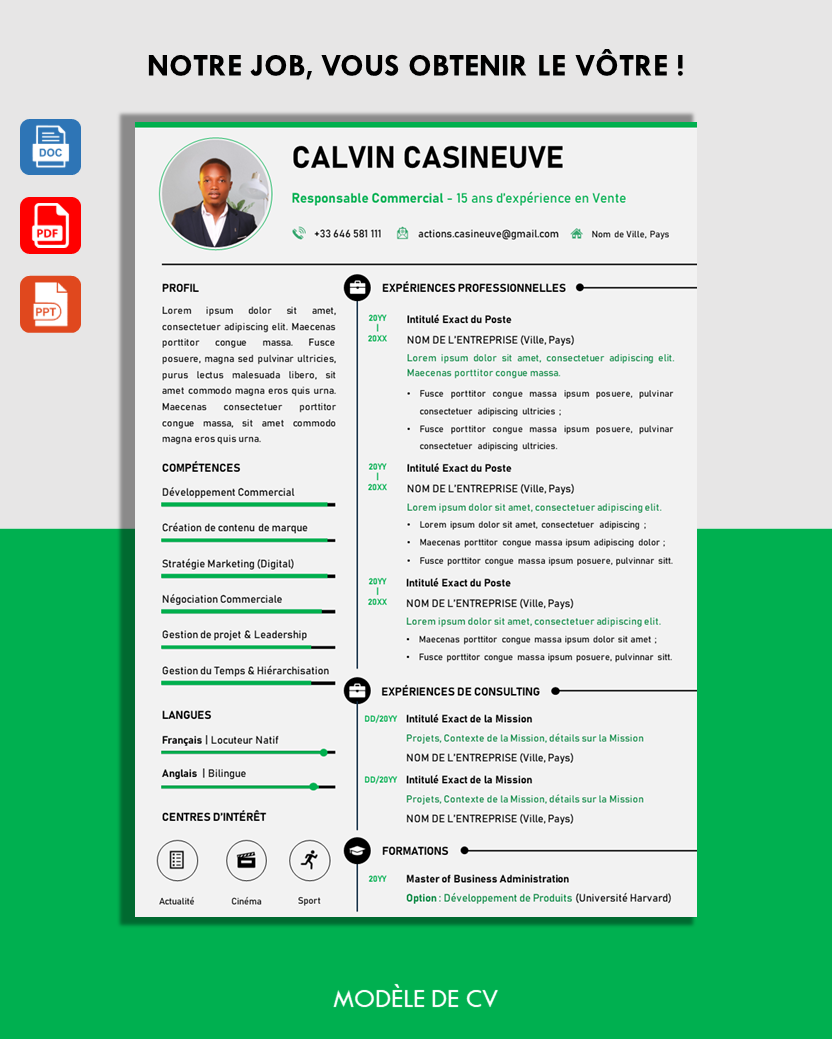 NOTRE JOB, VOUS OBTENIR LE VÔTRE !
DOC
PDF
PPT
CALVIN CASINEUVE
Responsable Commercial - 15 ans d'expérience en Vente
+33 646 581 111
actions.casineuve@gmail.com
Nom de Ville, Pays
PROFIL
Lorem ipsum dolor sit amet,
consectetuer adipiscing elit. Maecenas
porttitor congue massa. Fusce
posuere, magna sed pulvinar ultricies,
purus lectus malesuada libero, sit
amet commodo magna eros quis urna.
Maecenas consectetuer porttitor
congue massa, sit amet commodo
magna eros quis urna.
COMPÉTENCES
Développement Commercial
Création de contenu de marque
Stratégie Marketing (Digital)
Négociation Commerciale
Gestion de projet & Leadership
Gestion du Temps & Hiérarchisation
LANGUES
Français | Locuteur Natif
Anglais | Bilingue
CENTRES D'INTÉRÊT
Actualité
Cinéma
Sport
EXPÉRIENCES PROFESSIONNELLES
20YY
|
20XX
Intitulé Exact du Poste
NOM DE L'ENTREPRISE (Ville, Pays)
Lorem ipsum dolor sit amet, consectetuer adipiscing elit.
Maecenas porttitor congue massa.
• Fusce porttitor congue massa ipsum posuere, pulvinar
consectetuer adipiscing ultricies ;
• Fusce porttitor congue massa ipsum posuere, pulvinar
consectetuer adipiscing ultricies.
20YY
|
20XX
Intitulé Exact du Poste
NOM DE L'ENTREPRISE (Ville, Pays)
Lorem ipsum dolor sit amet, consectetuer adipiscing elit.
• Lorem ipsum dolor sit amet, consectetuer adipiscing ;
• Maecenas porttitor congue massa ipsum adipiscing dolor ;
• Fusce porttitor congue massa ipsum posuere, pulvinnar sitt.
20YY
|
20XX
Intitulé Exact du Poste
NOM DE L'ENTREPRISE (Ville, Pays)
Lorem ipsum dolor sit amet, consectetuer adipiscing elit.
• Maecenas porttitor congue massa ipsum dolor sit amet ;
• Fusce porttitor congue massa ipsum posuere, pulvinnar sitt.
EXPÉRIENCES DE CONSULTING
DD/20YY
Intitulé Exact de la Mission
Projets, Contexte de la Mission, détails sur la Mission
NOM DE L'ENTREPRISE (Ville, Pays)
DD/20YY
Intitulé Exact de la Mission
Projets, Contexte de la Mission, détails sur la Mission
NOM DE L'ENTREPRISE (Ville, Pays)
FORMATIONS
20YY
Master of Business Administration
Option : Développement de Produits (Université Harvard)
MODÈLE DE CV